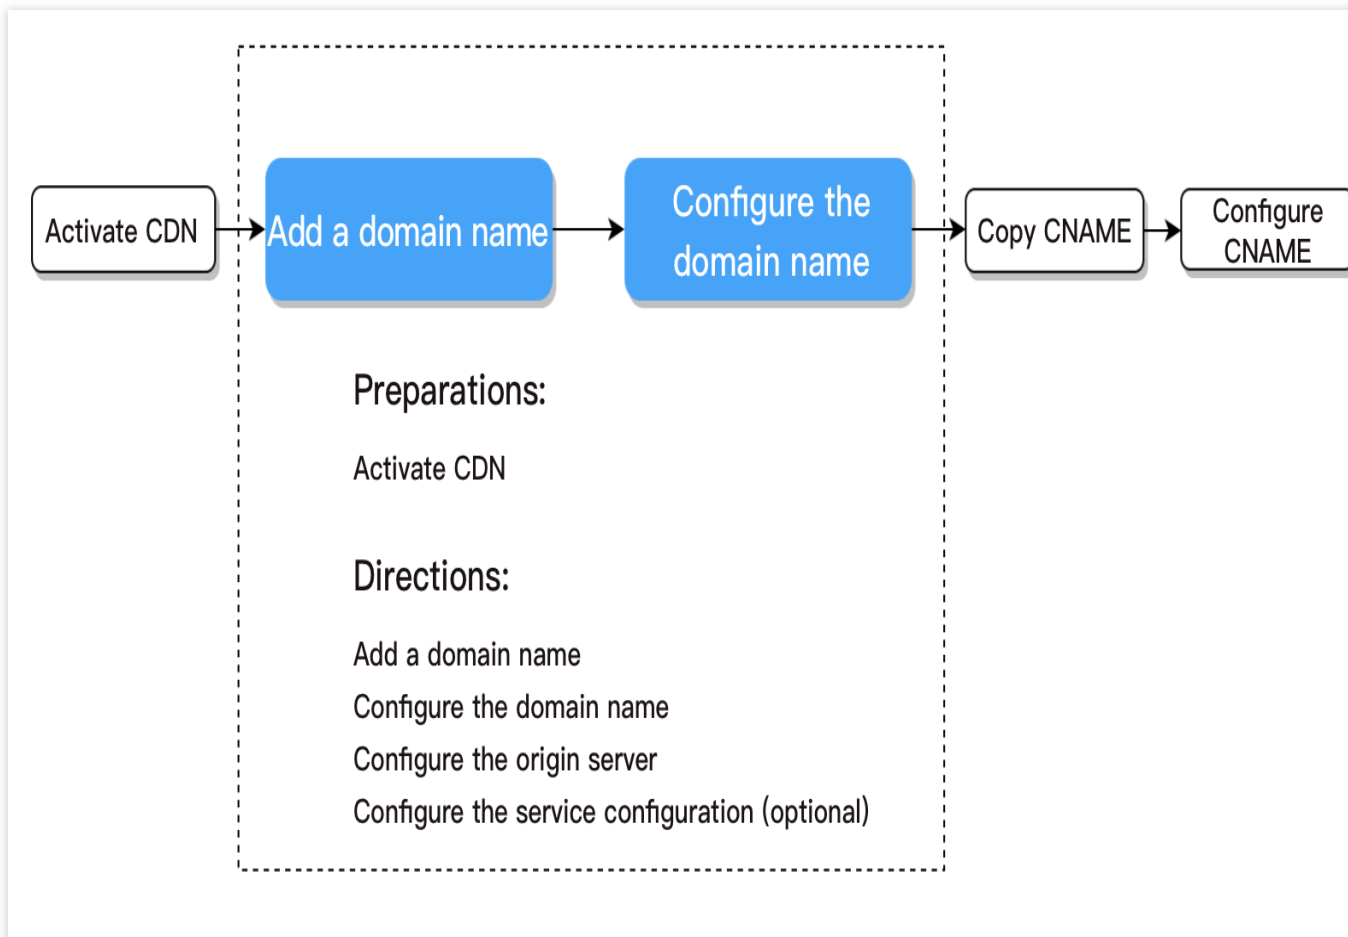 Activate CDN
Add a domain name
Configure the
domain name
Copy CNAME
Configure
CNAME
Preparations:
Activate CDN
Directions:
Add a domain name
Configure the domain name
Configure the origin server
Configure the service configuration (optional)